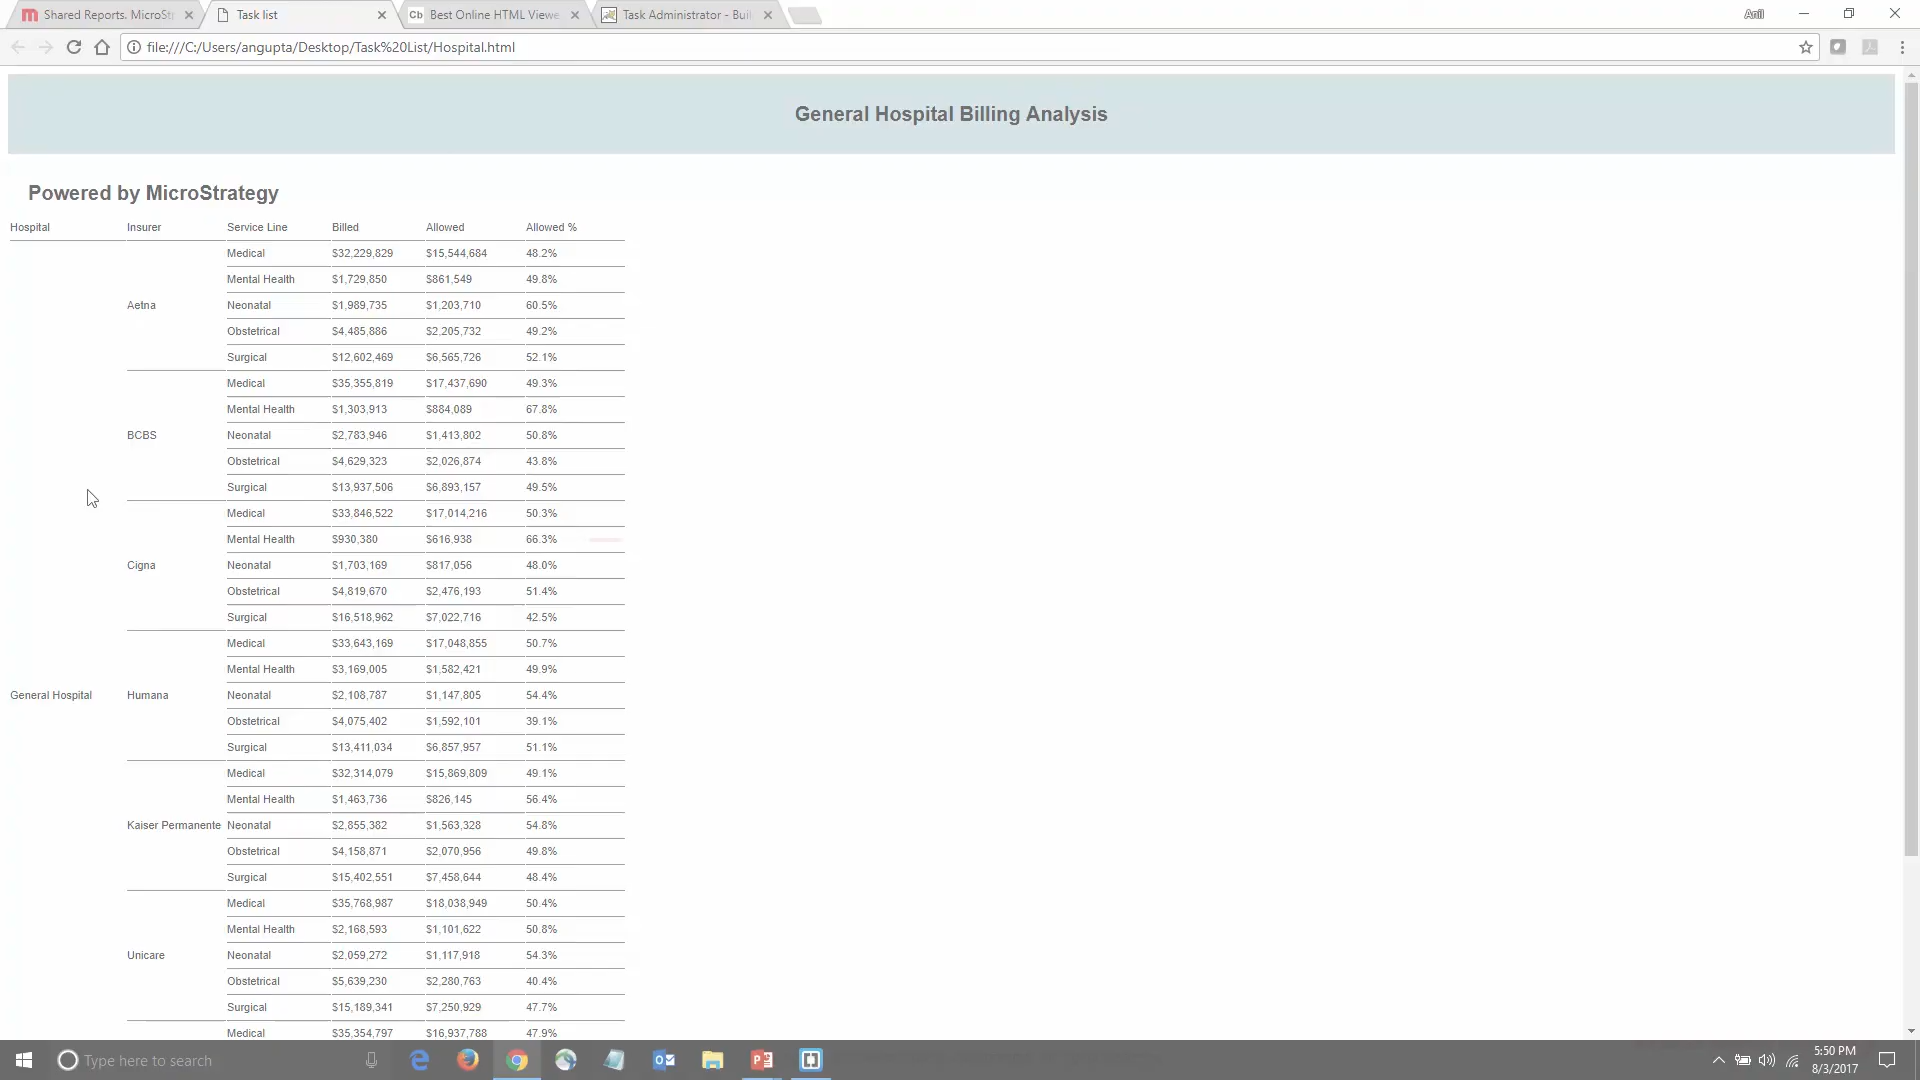 Shared Reports. MicroSt
Task list
Best Online HTML Viewe
Task Administrator - Buil
Anil
file:///C:/Users/angupta/Desktop/Task%20List/Hospital.html
General Hospital Billing Analysis
Powered by MicroStrategy
Hospital Insurer Service Line Billed Allowed Allowed %
Medical $32,229,829 $15,544,684 48.2%
Mental Health $1,729,850 $861,549 49.8%
Aetna Neonatal $1,989,735 $1,203,710 60.5%
Obstetrical $4,485,886 $2,205,732 49.2%
Surgical $12,602,469 $6,565,726 52.1%
Medical $35,355,819 $17,437,690 49.3%
Mental Health $1,303,913 $884,089 67.8%
BCBS Neonatal $2,783,946 $1,413,802 50.8%
Obstetrical $4,629,323 $2,026,874 43.8%
Surgical $13,937,506 $6,893,157 49.5%
Medical $33,846,522 $17,014,216 50.3%
Mental Health $930,380 $616,938 66.3%
Cigna Neonatal $1,703,169 $817,056 48.0%
Obstetrical $4,819,670 $2,476,193 51.4%
Surgical $16,518,962 $7,022,716 42.5%
Medical $33,643,169 $17,048,855 50.7%
Mental Health $3,169,005 $1,582,421 49.9%
General Hospital Humana Neonatal $2,108,787 $1,147,805 54.4%
Obstetrical $4,075,402 $1,592,101 39.1%
Surgical $13,411,034 $6,857,957 51.1%
Medical $32,314,079 $15,869,809 49.1%
Mental Health $1,463,736 $826,145 56.4%
Kaiser Permanente Neonatal $2,855,382 $1,563,328 54.8%
Obstetrical $4,158,871 $2,070,956 49.8%
Surgical $15,402,551 $7,458,644 48.4%
Medical $35,768,987 $18,038,949 50.4%
Mental Health $2,168,593 $1,101,622 50.8%
Unicare Neonatal $2,059,272 $1,117,918 54.3%
Obstetrical $5,639,230 $2,280,763 40.4%
Surgical $15,189,341 $7,250,929 47.7%
Medical $35,354,797 $16,937,788 47.9%
Type here to search
5:50 PM
8/3/2017